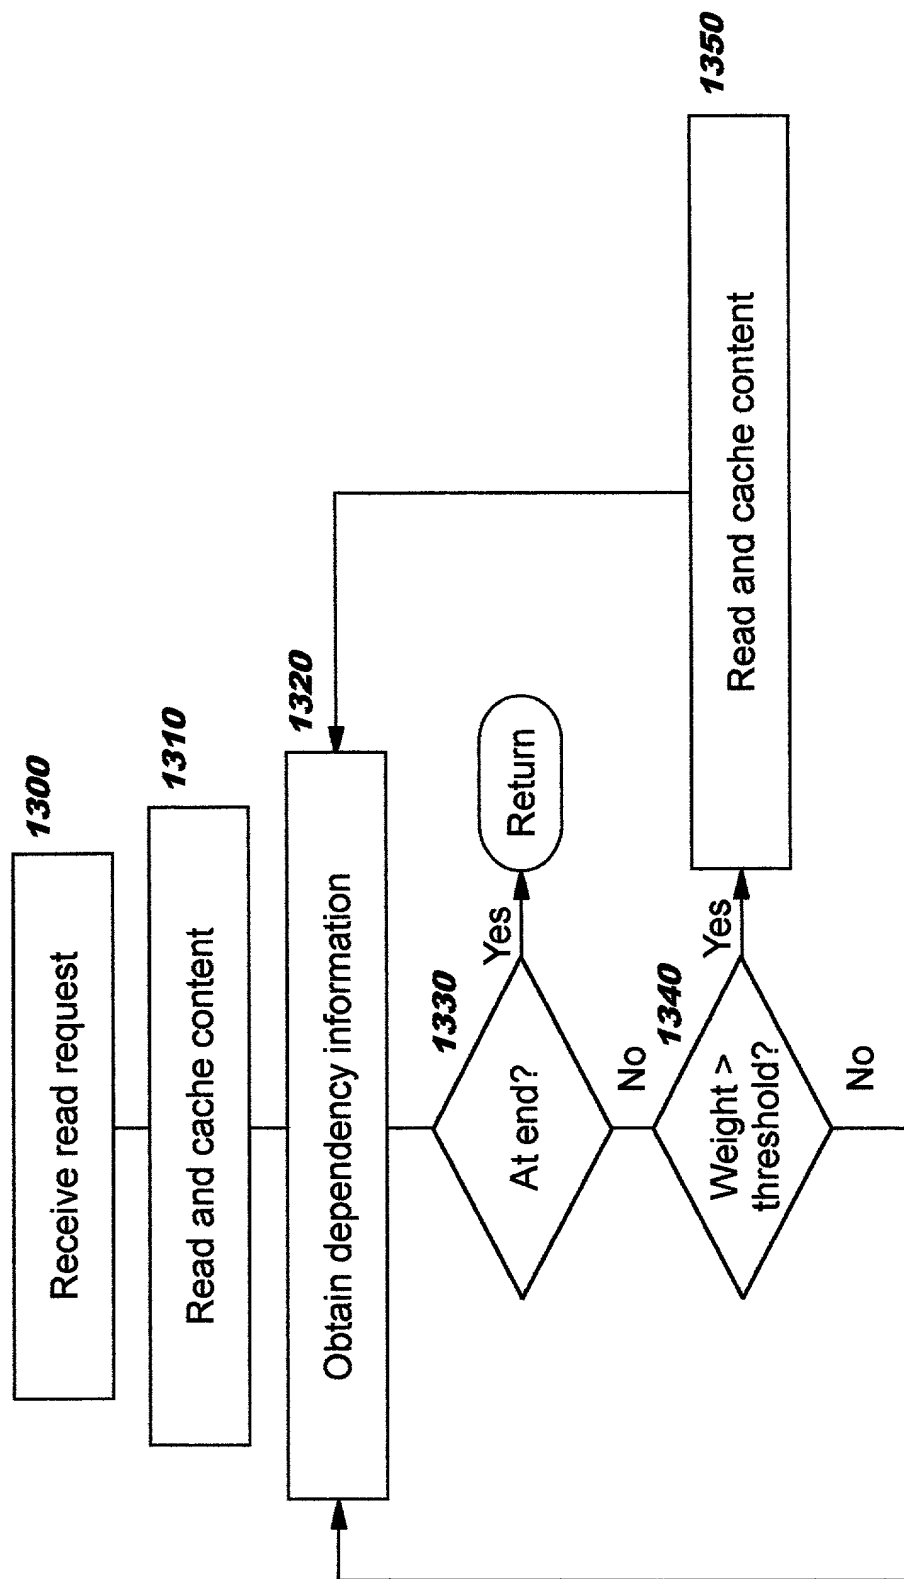 1300
Receive read request
1310
Read and cache content
1320
Obtain dependency information
1330
At end?
Yes
Return
No
1340
Weight >
threshold?
Yes
1350
Read and cache content
No